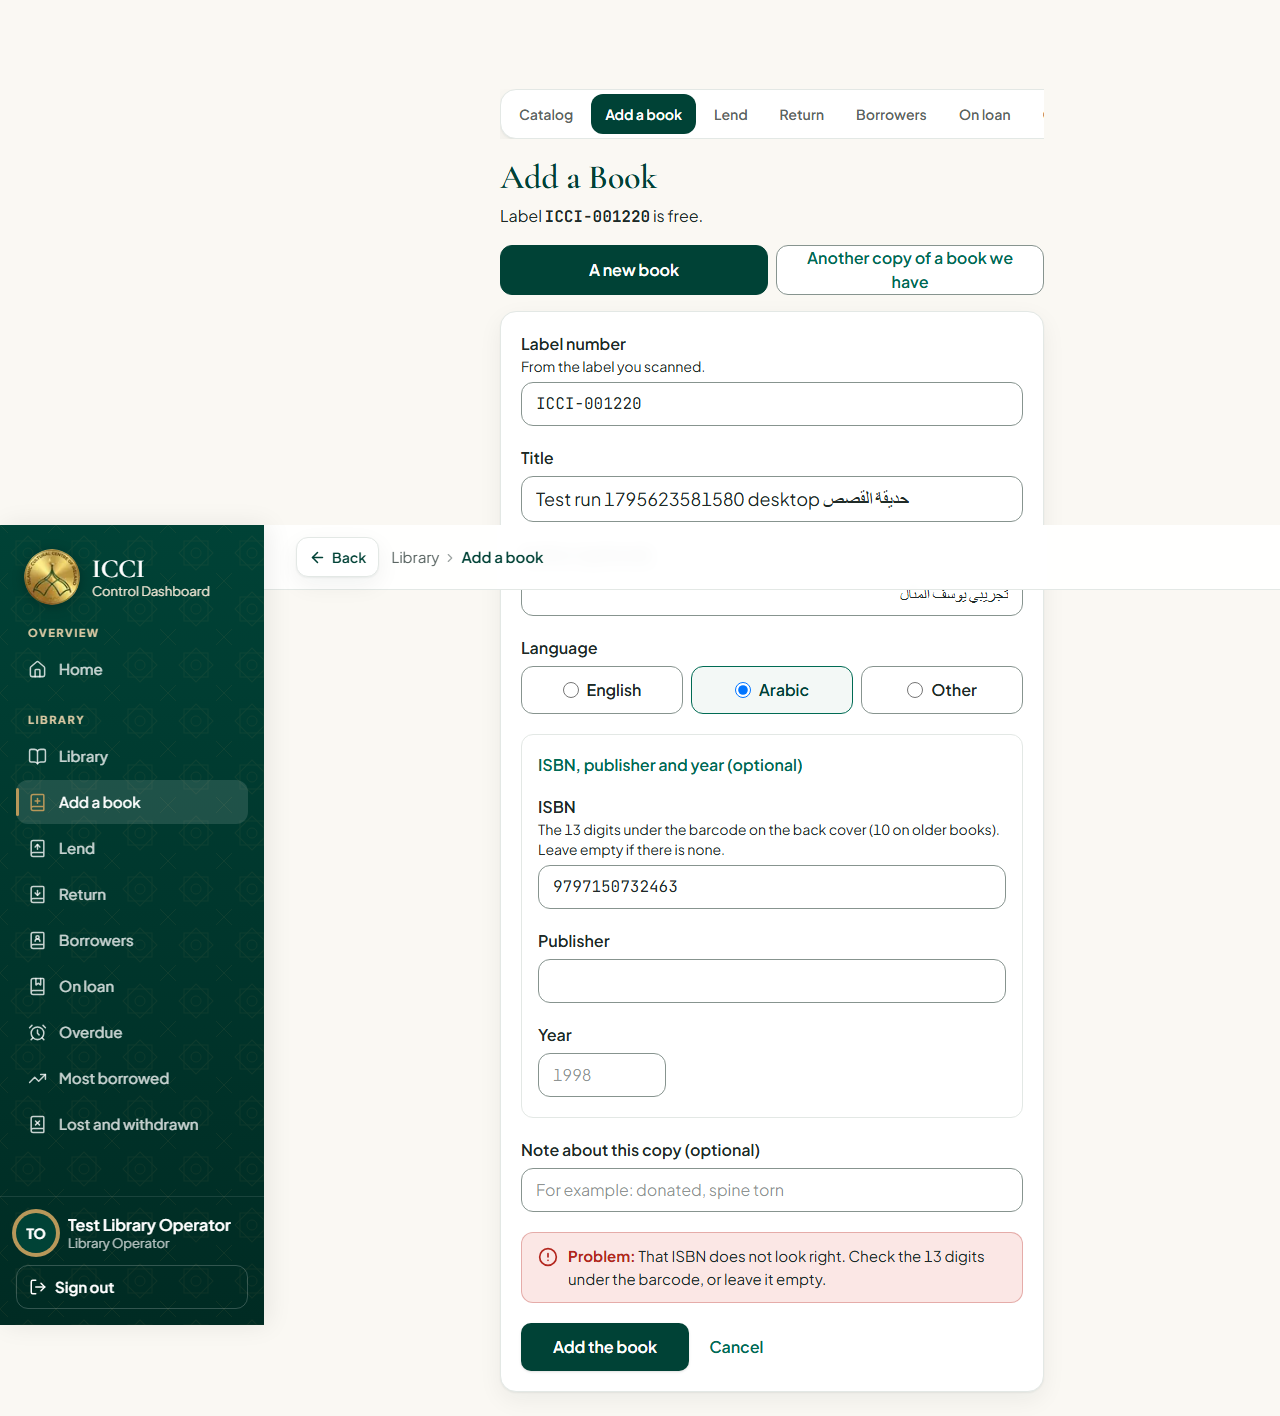 Catalog
Add a book
Lend
Return
Borrowers
On loan
Add a Book
Label ICCI-001220 is free.
A new book
Another copy of a book we
have
Label number
From the label you scanned.
ICCI-001220
Title
Test run 1795623581580 desktop حديقة القصص
ICCI
Control Dashboard
OVERVIEW
Home
LIBRARY
Library
Add a book
Lend
Return
Borrowers
On loan
Overdue
Most borrowed
Lost and withdrawn
TO
Test Library Operator
Library Operator
Sign out
Back
Library
Add a book
تجريبي يوسف المثال
Language
English
Arabic
Other
ISBN, publisher and year (optional)
ISBN
The 13 digits under the barcode on the back cover (10 on older books).
Leave empty if there is none.
9797150732463
Publisher
Year
1998
Note about this copy (optional)
For example: donated, spine torn
Problem: That ISBN does not look right. Check the 13 digits
under the barcode, or leave it empty.
Add the book
Cancel